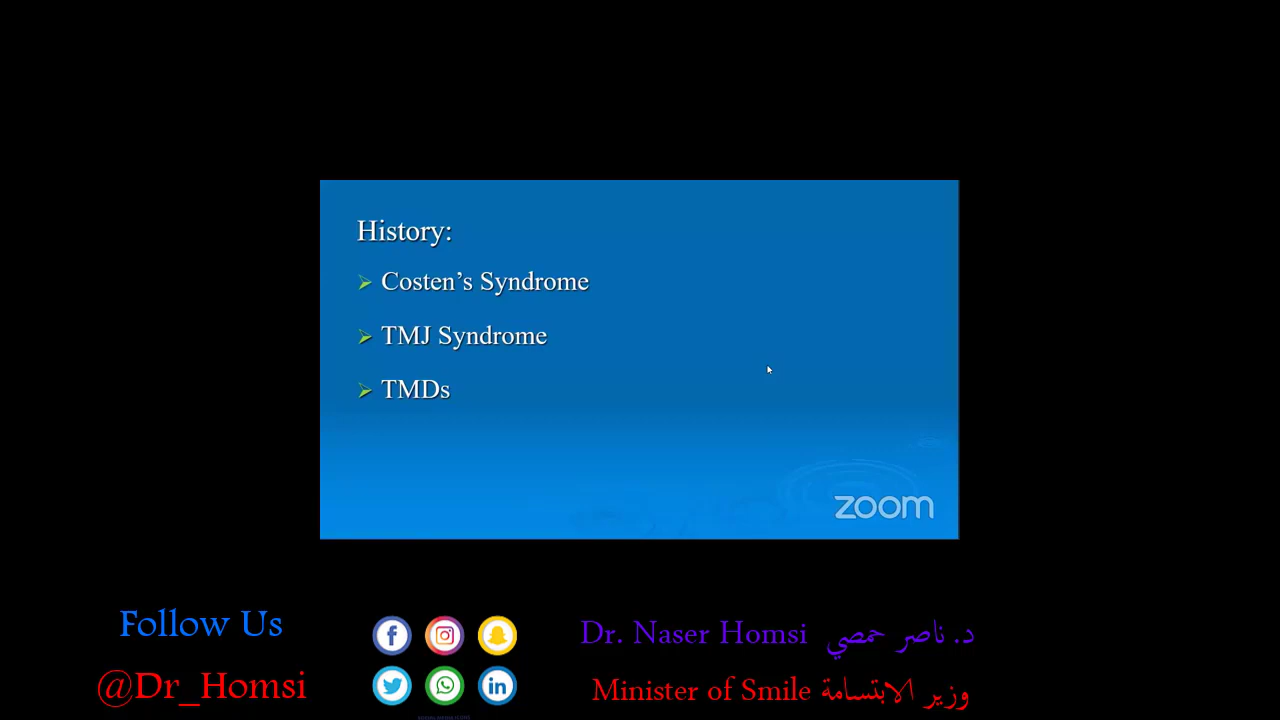 History:
Costen’s Syndrome
TMJ Syndrome
TMDs
zoom
Follow Us
Dr. Naser Homsi د. ناصر حمصي
@Dr_Homsi
Minister of Smile وزير الابتسامة